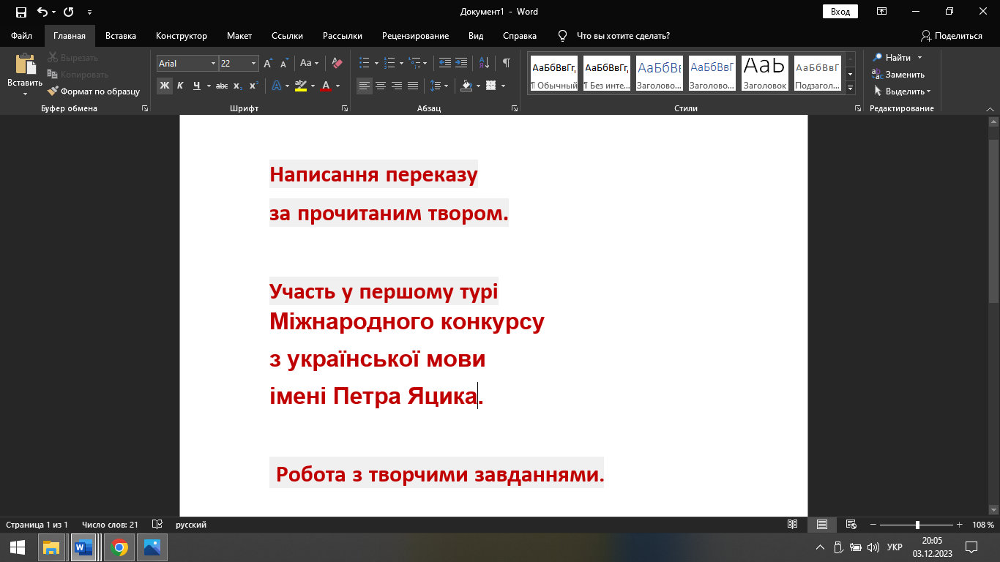 Документ1 - Word
Вход
Файл Главная Вставка Конструктор Макет Ссылки Рассылки Рецензирование Вид Справка Что вы хотите сделать? Поделиться
Вставить
Вырезать
Копировать
Формат по образцу
Буфер обмена
Arial 22
Шрифт
Абзац
АаБбВвГг, АаБбВвГг, АаБбВв АаБбВвГ АаЬ АаБбВвГ
¶ Обычный ¶ Без инте... Заголово... Заголово... Заголовок Подзагол...
Стили
Найти
Заменить
Выделить
Редактирование
Написання переказу
за прочитаним твором.
Участь у першому турі
Міжнародного конкурсу
з української мови
імені Петра Яцика.
Робота з творчими завданнями.
Страница 1 из 1 Число слов: 21 русский 108 %
УКР
20:05
03.12.2023